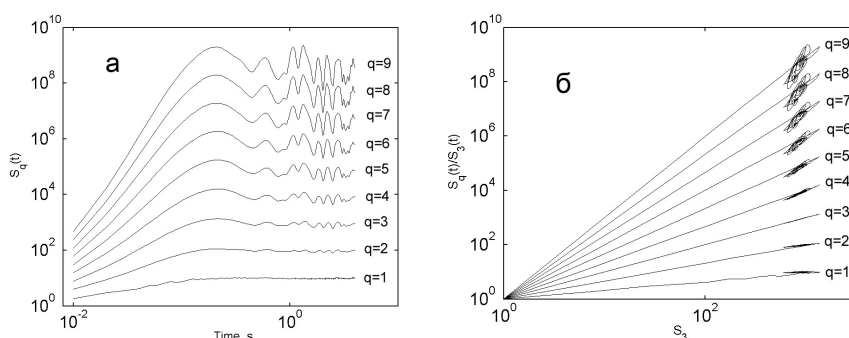 10^10
10^8
10^6
10^4
10^2
10^0
S_q(t)
а
q=9
q=8
q=7
q=6
q=5
q=4
q=3
q=2
q=1
10^-2
10^0
Time, s
10^10
10^8
10^6
10^4
10^2
10^0
S_q(t)/S_3(t)
б
q=9
q=8
q=7
q=6
q=5
q=4
q=3
q=2
q=1
10^0
10^2
S_3